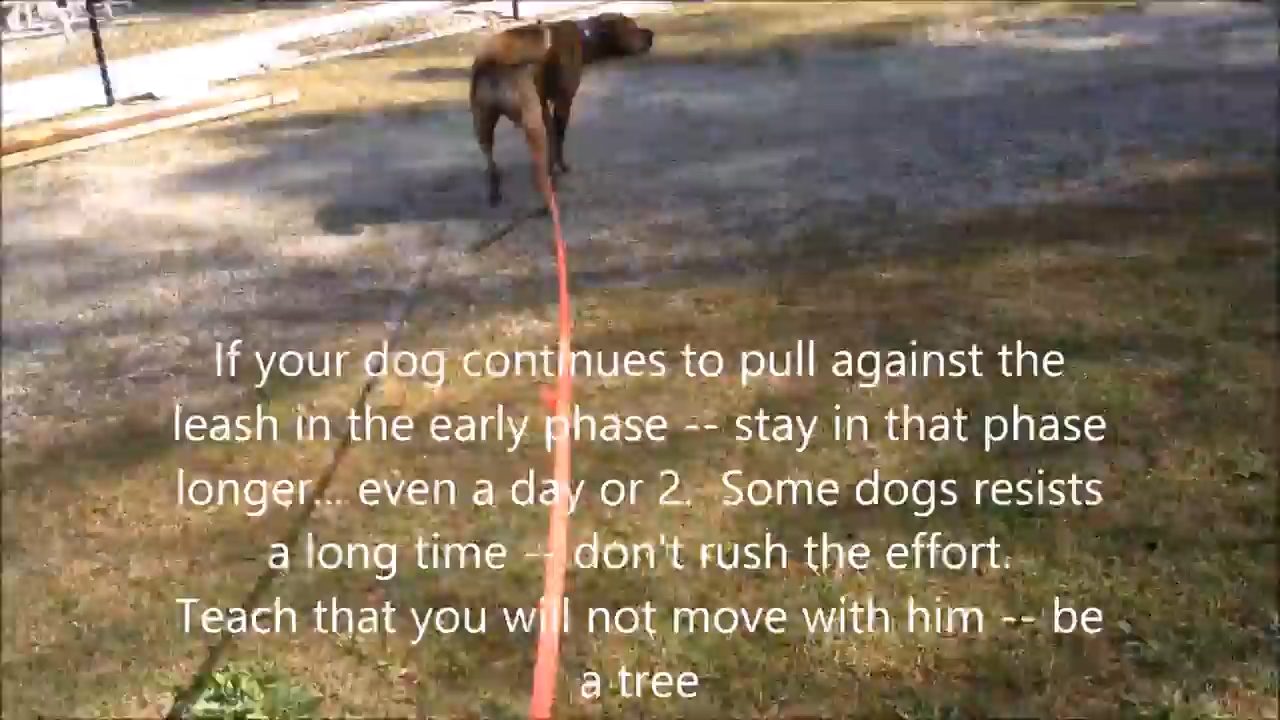 If your dog continues to pull against the
leash in the early phase -- stay in that phase
longer... even a day or 2.  Some dogs resists
a long time -- don't rush the effort.
Teach that you will not move with him -- be
a tree